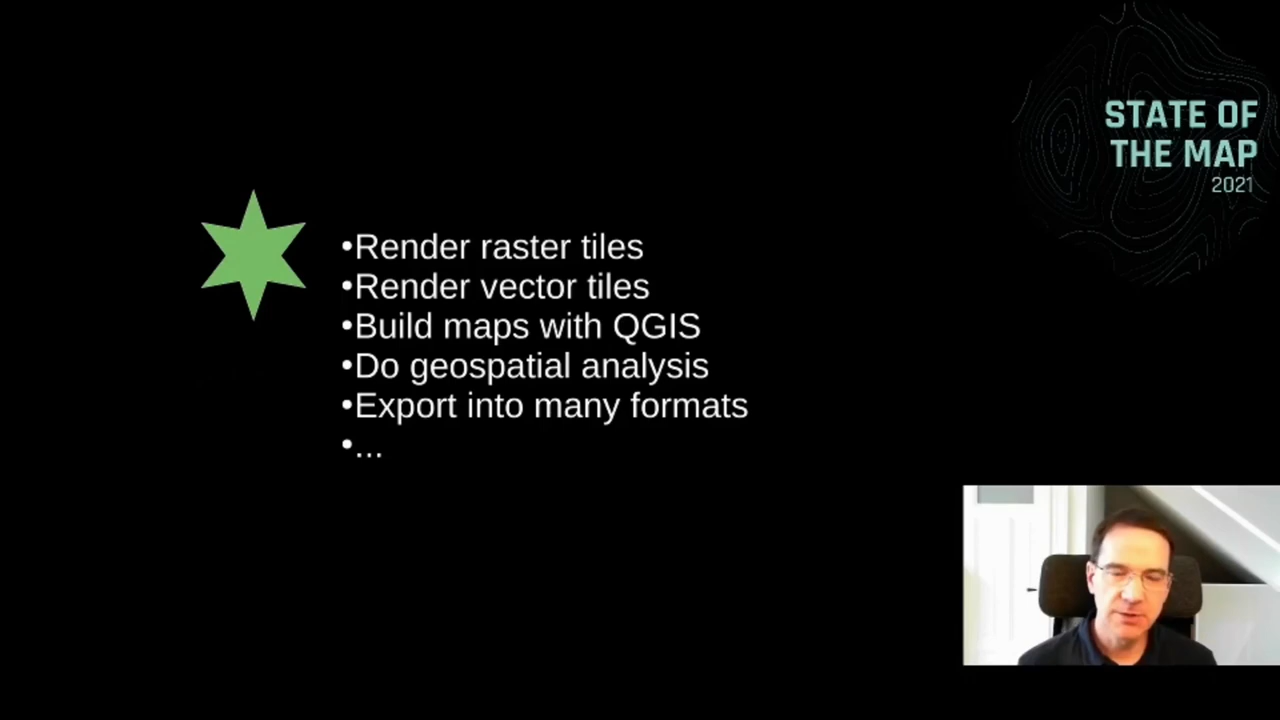 STATE OF
THE MAP
2021
•Render raster tiles
•Render vector tiles
•Build maps with QGIS
•Do geospatial analysis
•Export into many formats
•...